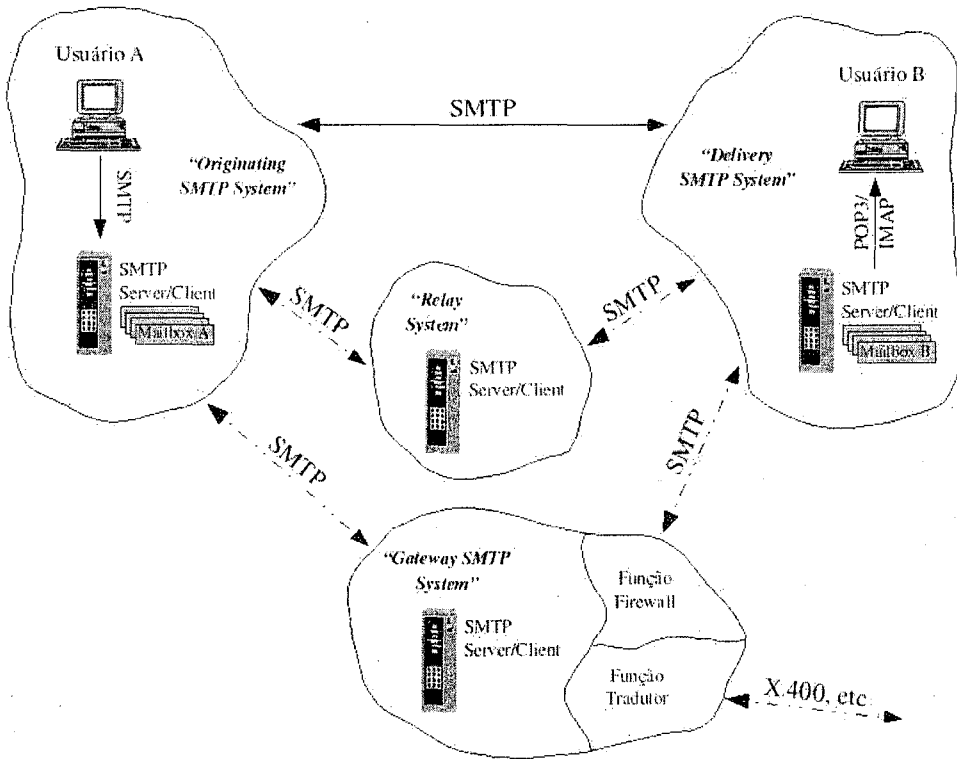 Usuário A
SMTP
"Originating
SMTP System"
SMTP
Server/Client
Mailbox A
SMTP
Usuário B
"Delivery
SMTP System"
POP3/
IMAP
SMTP
Server/Client
Mailbox B
SMTP
"Relay
System"
SMTP
Server/Client
SMTP
SMTP
SMTP
"Gateway SMTP
System"
SMTP
Server/Client
Função
Firewall
Função
Tradutor
X.400, etc